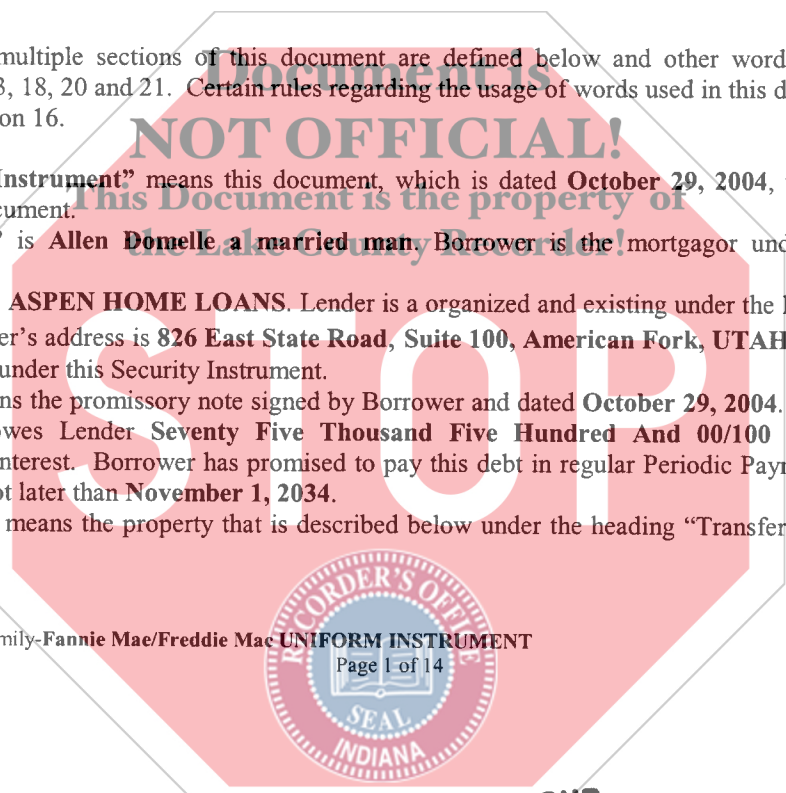 Document is
NOT OFFICIAL!
This Document is the property of
the Lake County Recorder!
STOP
multiple sections of this document are defined below and other word
3, 18, 20 and 21. Certain rules regarding the usage of words used in this d
on 16.
Instrument” means this document, which is dated October 29, 2004,
cument.
” is Allen Domelle a married man. Borrower is the mortgagor und
ASPEN HOME LOANS. Lender is a organized and existing under the l
er’s address is 826 East State Road, Suite 100, American Fork, UTAH
under this Security Instrument.
ns the promissory note signed by Borrower and dated October 29, 2004.
owes Lender Seventy Five Thousand Five Hundred And 00/100
nterest. Borrower has promised to pay this debt in regular Periodic Payr
ot later than November 1, 2034.
means the property that is described below under the heading “Transfer
mily-Fannie Mae/Freddie Mac UNIFORM INSTRUMENT
Page 1 of 14
RECORDER'S OFFICE
SEAL
INDIANA